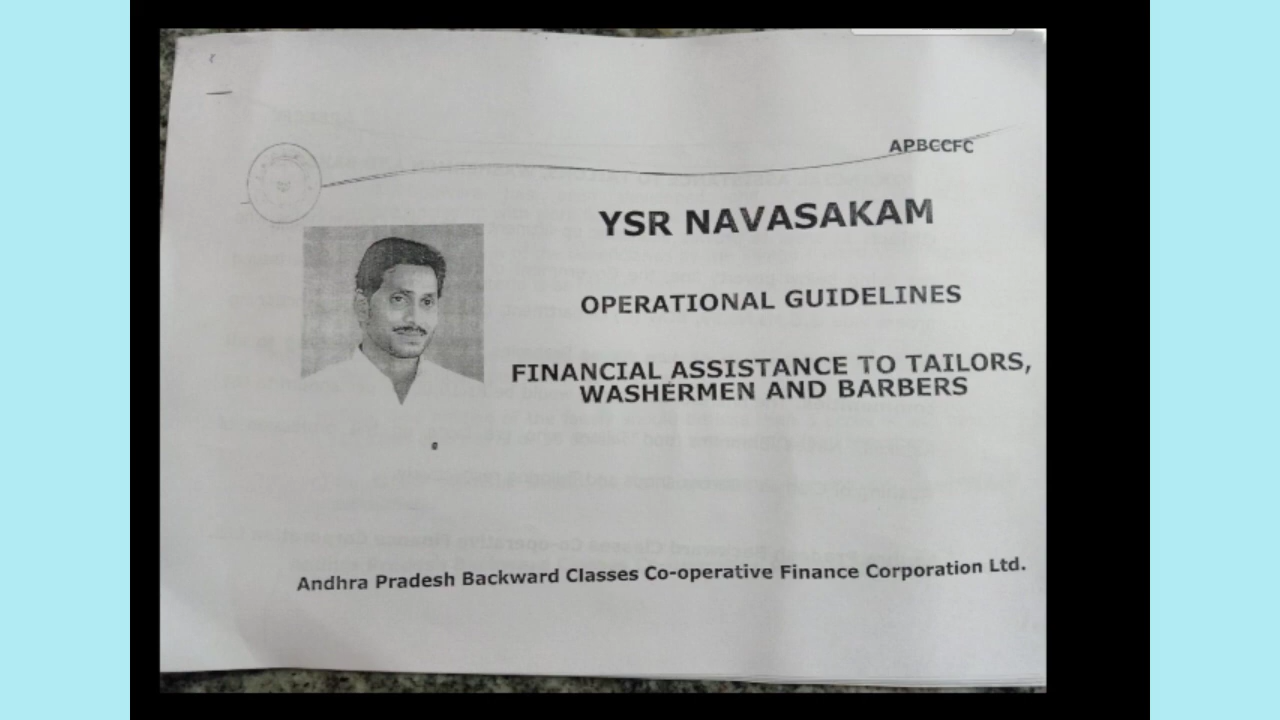 APBCCFC
YSR NAVASAKAM
OPERATIONAL GUIDELINES
FINANCIAL ASSISTANCE TO TAILORS,
WASHERMEN AND BARBERS
Andhra Pradesh Backward Classes Co-operative Finance Corporation Ltd.